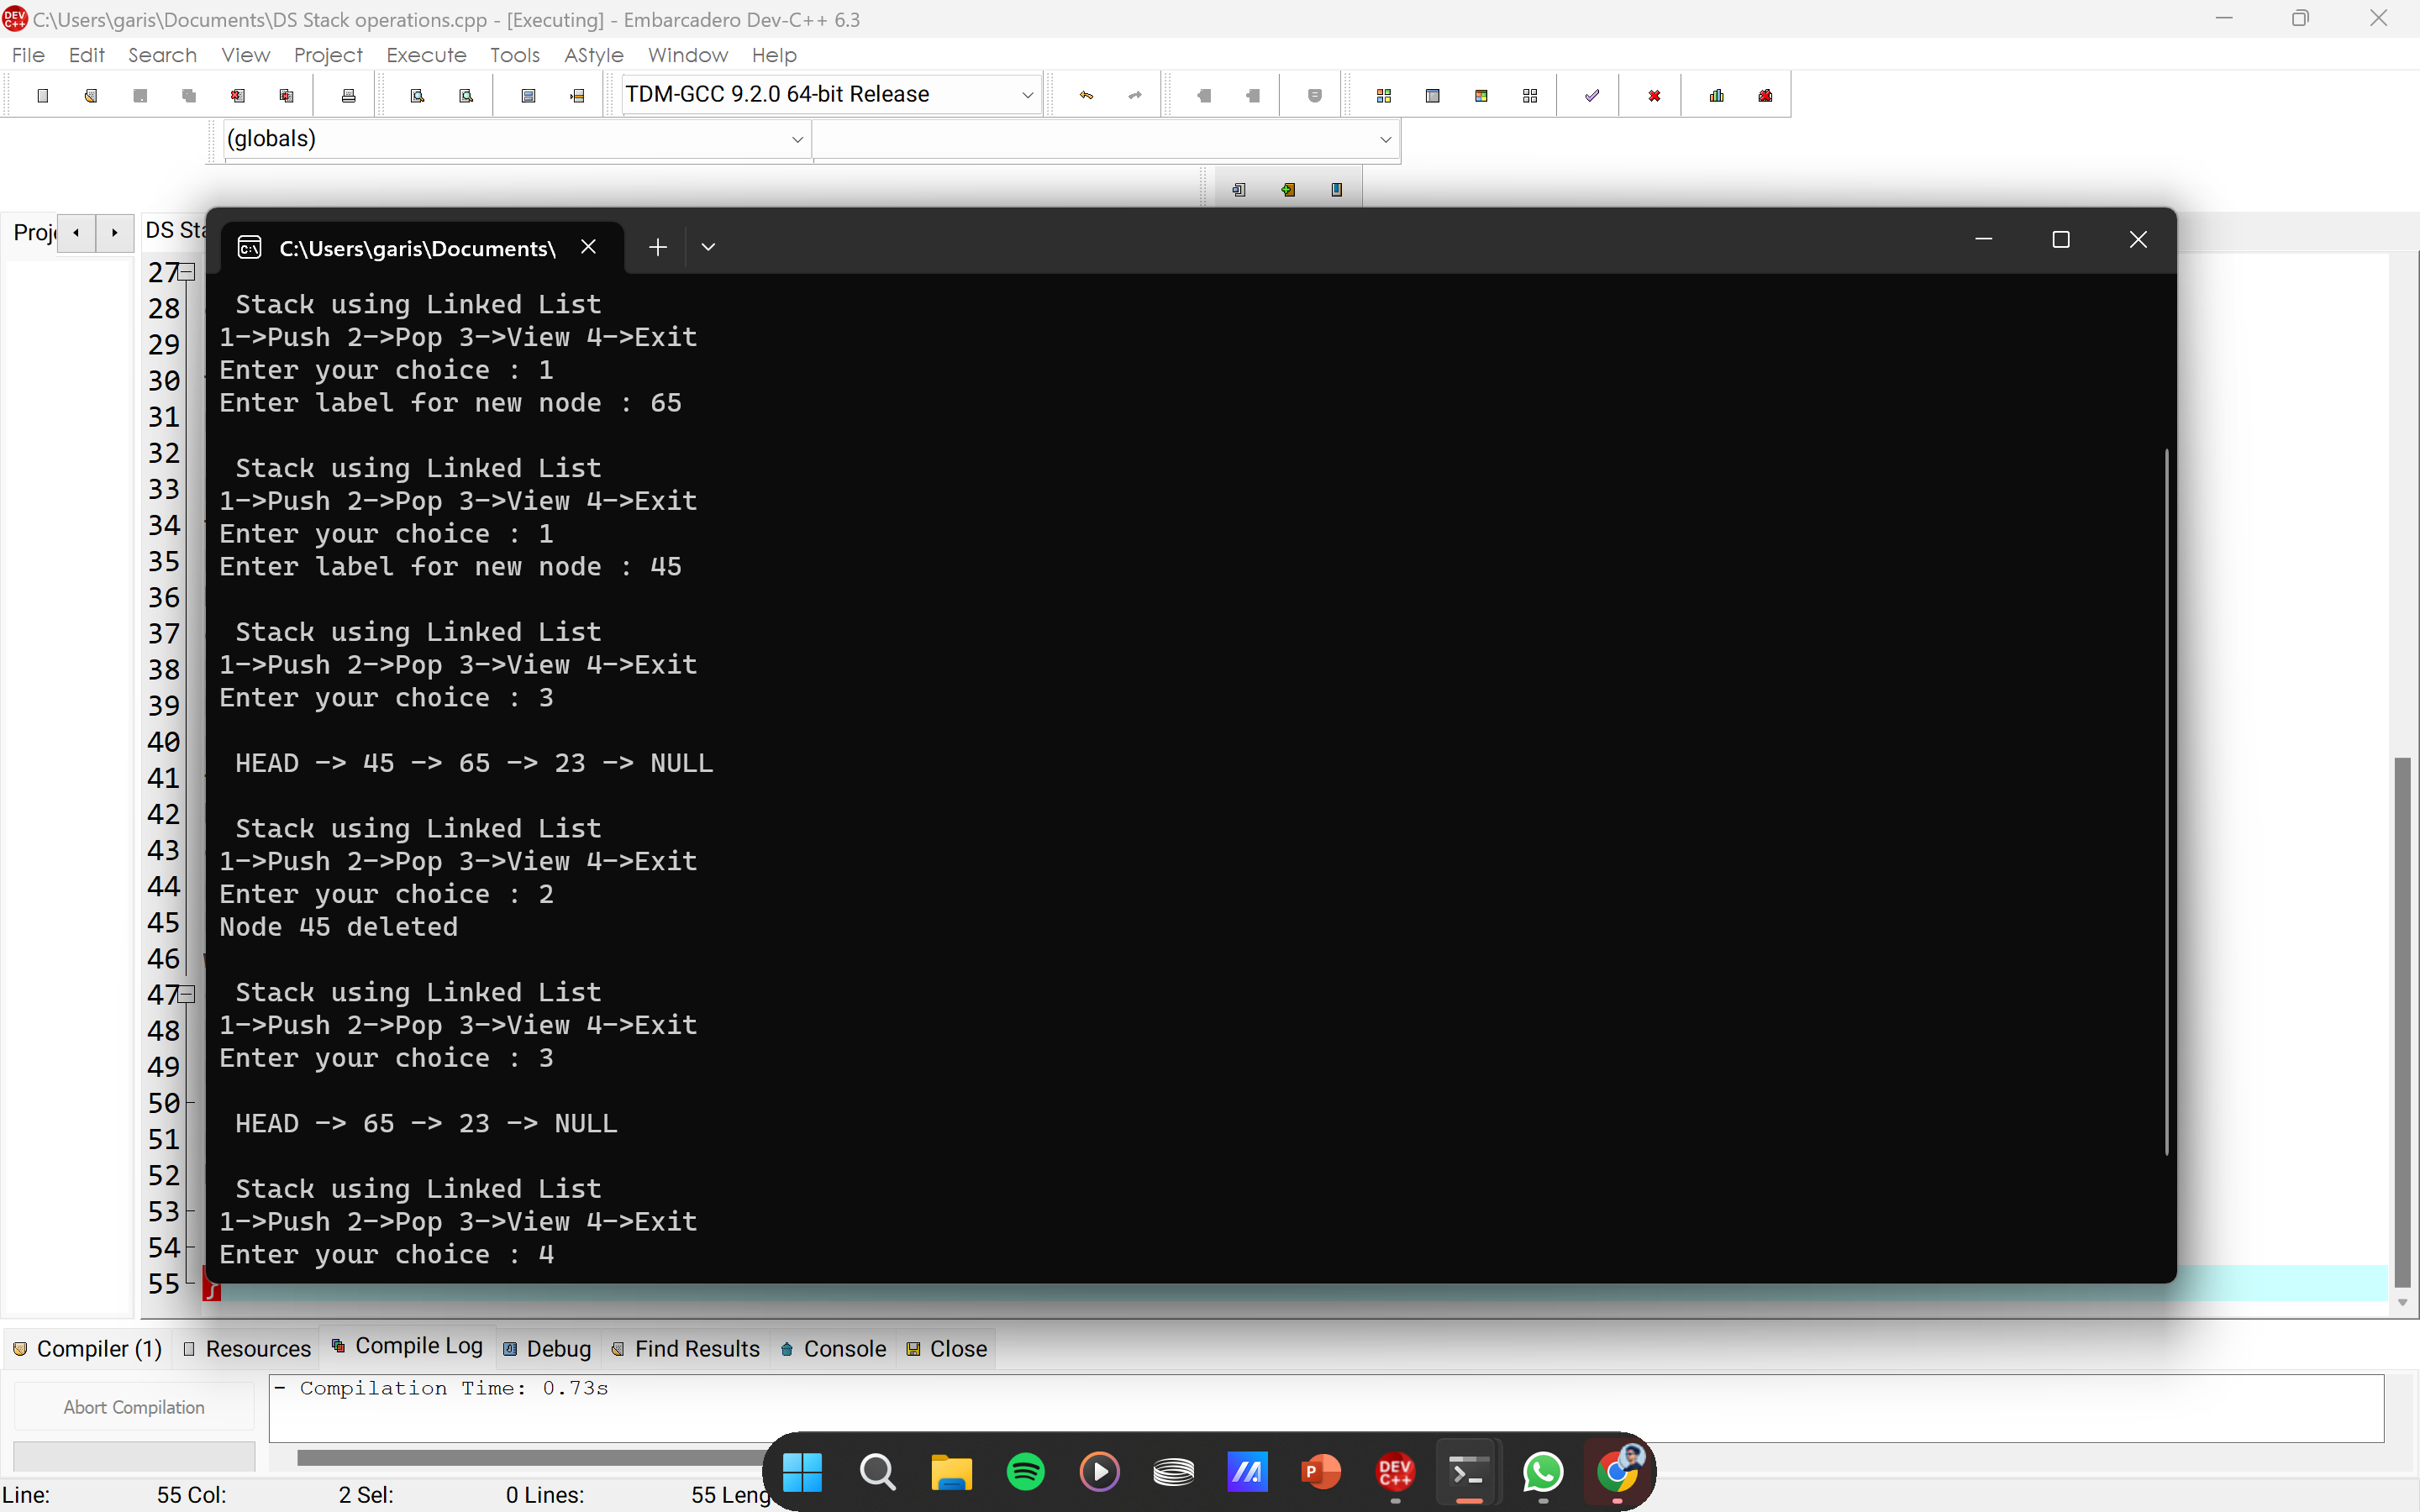 C:\Users\garis\Documents\DS Stack operations.cpp - [Executing] - Embarcadero Dev-C++ 6.3
File Edit Search View Project Execute Tools AStyle Window Help
TDM-GCC 9.2.0 64-bit Release
(globals)
DS Sta
C:\Users\garis\Documents\
27
28
29
30
31
32
33
34
35
36
37
38
39
40
41
42
43
44
45
46
47
48
49
50
51
52
53
54
55 }
Stack using Linked List
1->Push 2->Pop 3->View 4->Exit
Enter your choice : 1
Enter label for new node : 65
Stack using Linked List
1->Push 2->Pop 3->View 4->Exit
Enter your choice : 1
Enter label for new node : 45
Stack using Linked List
1->Push 2->Pop 3->View 4->Exit
Enter your choice : 3
HEAD -> 45 -> 65 -> 23 -> NULL
Stack using Linked List
1->Push 2->Pop 3->View 4->Exit
Enter your choice : 2
Node 45 deleted
Stack using Linked List
1->Push 2->Pop 3->View 4->Exit
Enter your choice : 3
HEAD -> 65 -> 23 -> NULL
Stack using Linked List
1->Push 2->Pop 3->View 4->Exit
Enter your choice : 4
Compiler (1) Resources Compile Log Debug Find Results Console Close
Abort Compilation
- Compilation Time: 0.73s
Line: 55 Col: 2 Sel: 0 Lines: 55 Leng
DEV C++